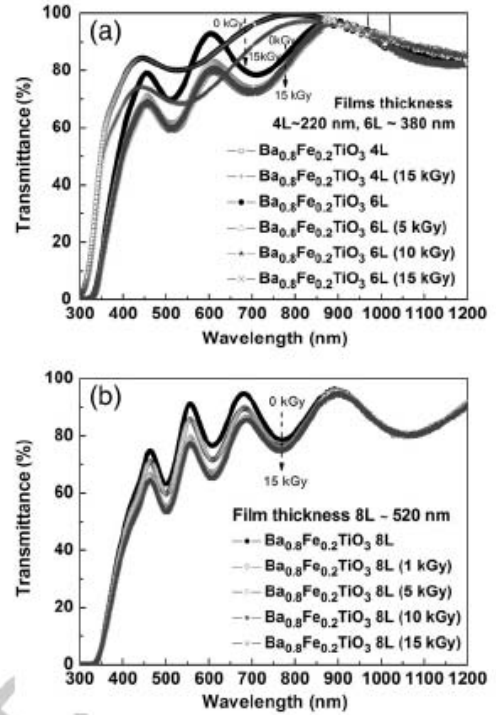 (a)
100
80
60
40
20
0
Transmittance (%)
0 kGy
0kGy
15kGy
15 kGy
Films thickness
4L~220 nm, 6L ~ 380 nm
Ba0.8Fe0.2TiO3 4L
Ba0.8Fe0.2TiO3 4L (15 kGy)
Ba0.8Fe0.2TiO3 6L
Ba0.8Fe0.2TiO3 6L (5 kGy)
Ba0.8Fe0.2TiO3 6L (10 kGy)
Ba0.8Fe0.2TiO3 6L (15 kGy)
300 400 500 600 700 800 900 1000 1100 1200
Wavelength (nm)
(b)
100
80
60
40
20
0
Transmittance (%)
0 kGy
15 kGy
Film thickness 8L ~ 520 nm
Ba0.8Fe0.2TiO3 8L
Ba0.8Fe0.2TiO3 8L (1 kGy)
Ba0.8Fe0.2TiO3 8L (5 kGy)
Ba0.8Fe0.2TiO3 8L (10 kGy)
Ba0.8Fe0.2TiO3 8L (15 kGy)
300 400 500 600 700 800 900 1000 1100 1200
Wavelength (nm)